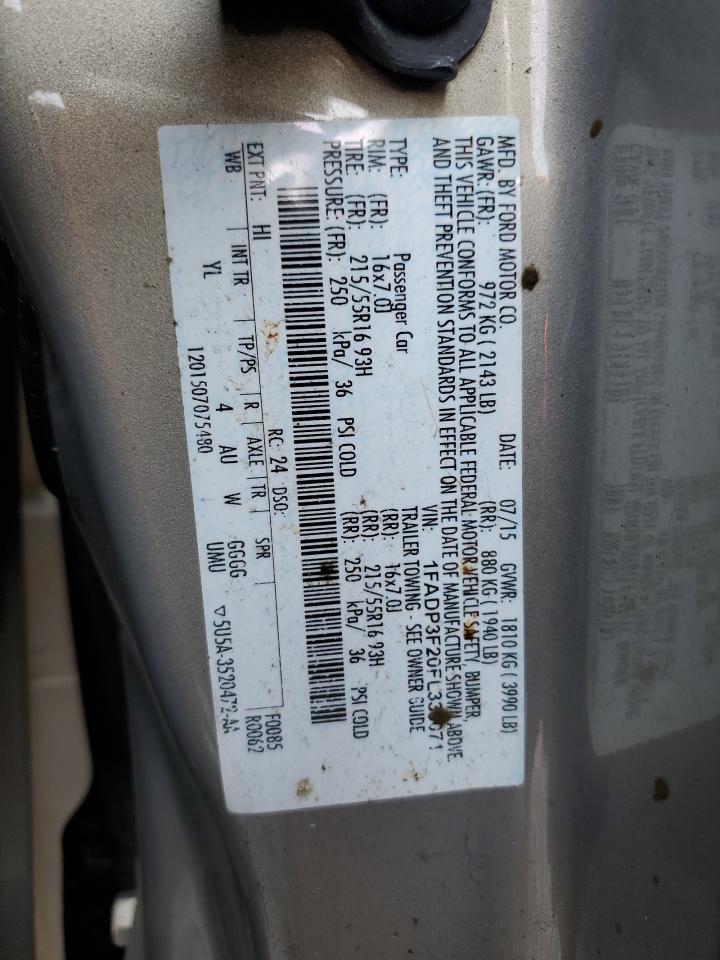 MFD. BY FORD MOTOR CO.
DATE: 07/15 GVWR: 1810 KG ( 3990 LB)
GAWR: (FR): 972 KG ( 2143 LB) (RR): 880 KG ( 1940 LB)
THIS VEHICLE CONFORMS TO ALL APPLICABLE FEDERAL MOTOR VEHICLE SAFETY, BUMPER,
AND THEFT PREVENTION STANDARDS IN EFFECT ON THE DATE OF MANUFACTURE SHOWN ABOVE.
VIN:
TYPE: Passenger Car TRAILER TOWING - SEE OWNER GUIDE
RIM: (FR): 16x7.0J (RR): 16x7.0J
TIRE: (FR): 215/55R16 93H (RR): 215/55R16 93H
PRESSURE: (FR): 250 kPa/ 36 PSI COLD (RR): 250 kPa/ 36 PSI COLD
EXT PNT: HI RC: 24 DSO: F0085
WB INT TR TP/PS R AXLE TR SPR R0062
YL 4 AU W GGGG
UMU
1201507075480 ▽5U5A-3520472-AA